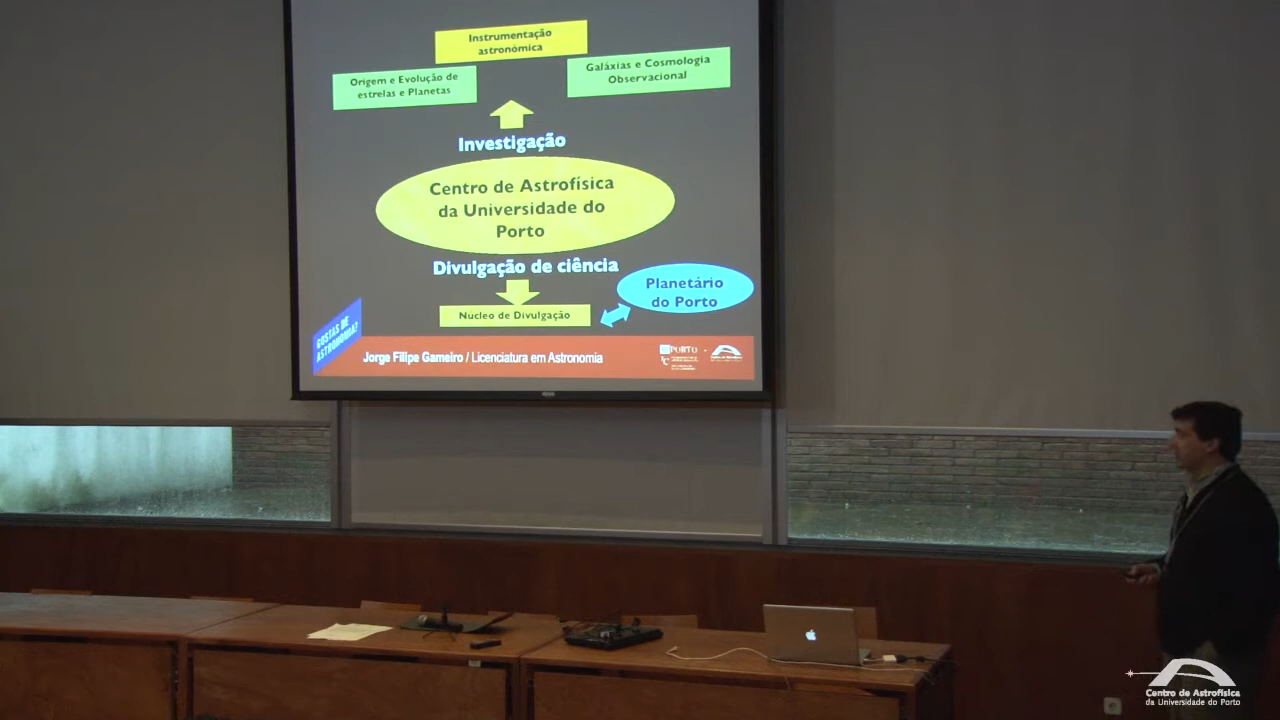 Instrumentação
astronómica
Origem e Evolução de
estrelas e Planetas
Galáxias e Cosmologia
Observacional
Investigação
Centro de Astrofísica
da Universidade do
Porto
Divulgação de ciência
Planetário
do Porto
Núcleo de Divulgação
GOSTAS DE
ASTRONOMIA?
Jorge Filipe Gameiro / Licenciatura em Astronomia
PORTO
FC
Centro de Astrofísica
da Universidade do Porto